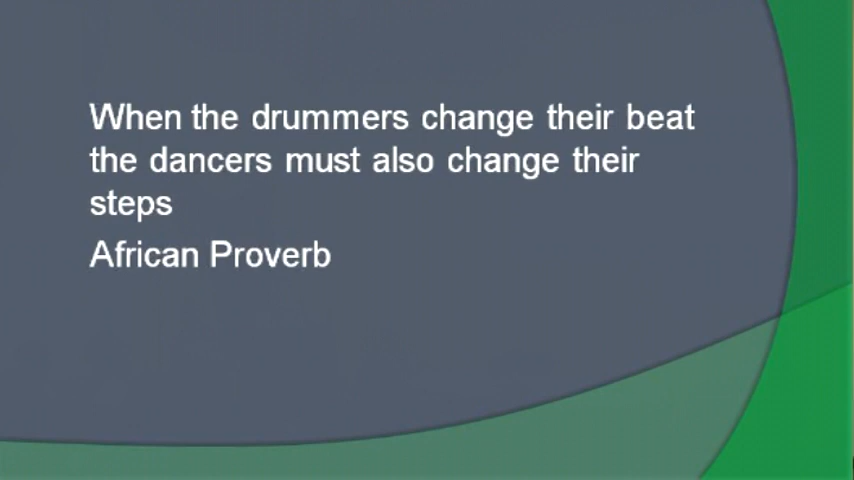 When the drummers change their beat
the dancers must also change their
steps
African Proverb